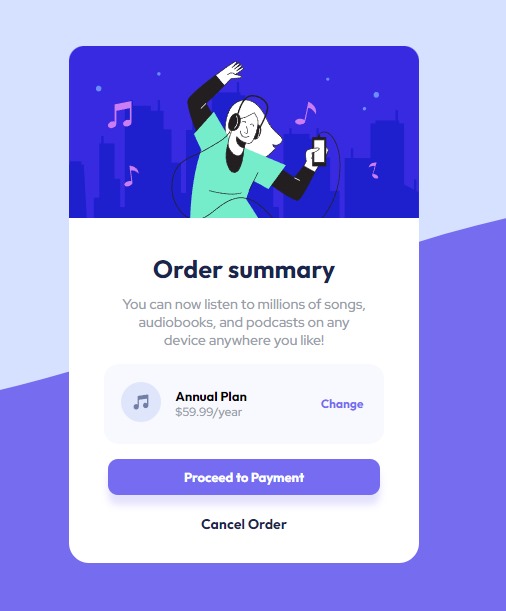 Order summary
You can now listen to millions of songs,
audiobooks, and podcasts on any
device anywhere you like!
Annual Plan
$59.99/year
Change
Proceed to Payment
Cancel Order